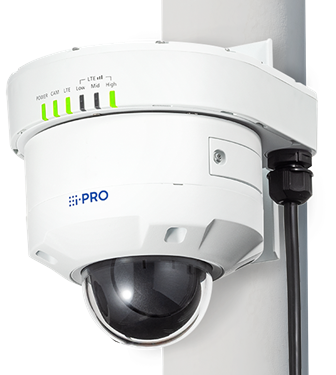 LTE
POWER CAM LTE Low Mid High
i-PRO